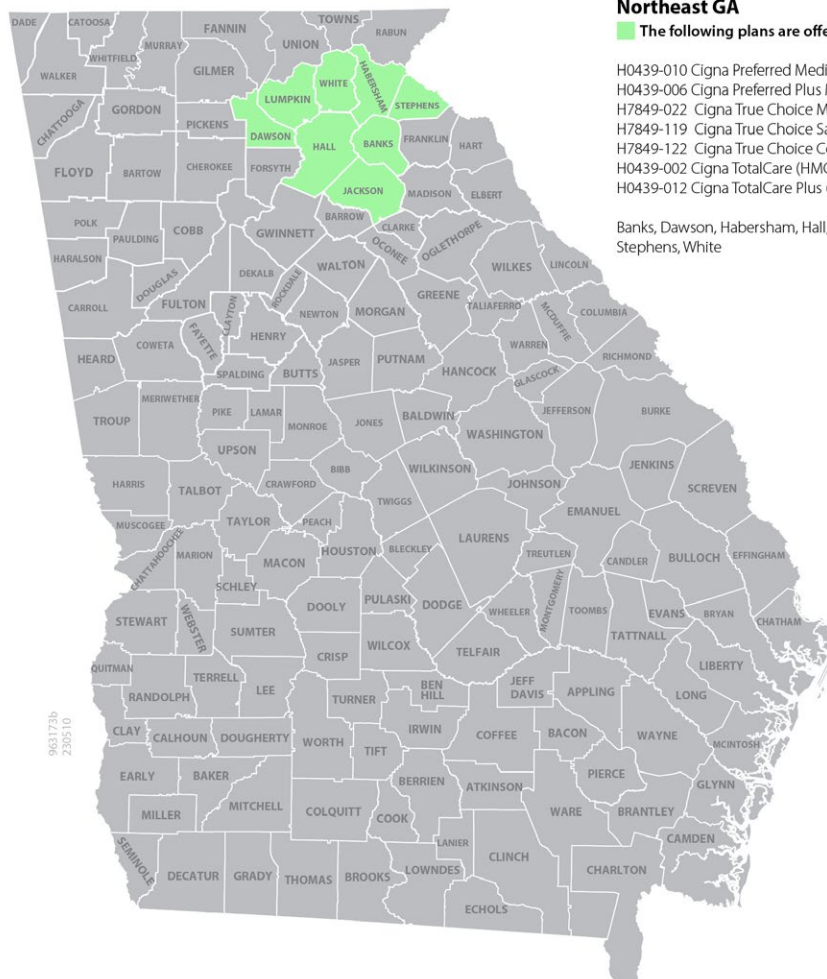 Northeast GA
The following plans are offe
H0439-010 Cigna Preferred Medi
H0439-006 Cigna Preferred Plus
H7849-022 Cigna True Choice M
H7849-119 Cigna True Choice Sa
H7849-122 Cigna True Choice Co
H0439-002 Cigna TotalCare (HMO
H0439-012 Cigna TotalCare Plus
Banks, Dawson, Habersham, Hall,
Stephens, White
DADE
CATOOSA
FANNIN
TOWNS
RABUN
WHITFIELD
MURRAY
UNION
WALKER
GILMER
WHITE
HABERSHAM
LUMPKIN
STEPHENS
CHATTOOGA
GORDON
PICKENS
DAWSON
HALL
BANKS
FRANKLIN
HART
FLOYD
BARTOW
CHEROKEE
FORSYTH
JACKSON
MADISON
ELBERT
POLK
PAULDING
COBB
GWINNETT
BARROW
CLARKE
OCONEE
OGLETHORPE
HARALSON
DOUGLAS
DEKALB
ROCKDALE
WALTON
WILKES
LINCOLN
CARROLL
FULTON
CLAYTON
NEWTON
MORGAN
GREENE
TALIAFERRO
MCDUFFIE
COLUMBIA
HEARD
COWETA
FAYETTE
HENRY
SPALDING
BUTTS
JASPER
PUTNAM
HANCOCK
WARREN
GLASCOCK
RICHMOND
TROUP
MERIWETHER
PIKE
LAMAR
MONROE
JONES
BALDWIN
WASHINGTON
JEFFERSON
BURKE
UPSON
BIBB
WILKINSON
JENKINS
SCREVEN
HARRIS
TALBOT
CRAWFORD
TWIGGS
JOHNSON
EMANUEL
MUSCOGEE
TAYLOR
PEACH
HOUSTON
BLECKLEY
LAURENS
TREUTLEN
CANDLER
BULLOCH
EFFINGHAM
CHATTAHOOCHIE
MARION
MACON
SCHLEY
DOOLY
PULASKI
DODGE
WHEELER
MONTGOMERY
TOOMBS
EVANS
BRYAN
CHATHAM
STEWART
WEBSTER
SUMTER
CRISP
WILCOX
TELFAIR
TATTNALL
LIBERTY
QUITMAN
RANDOLPH
TERRELL
LEE
TURNER
BEN
HILL
JEFF
DAVIS
APPLING
LONG
CLAY
CALHOUN
DOUGHERTY
WORTH
TIFT
IRWIN
COFFEE
BACON
WAYNE
MCINTOSH
EARLY
BAKER
MITCHELL
BERRIEN
ATKINSON
PIERCE
GLYNN
MILLER
COLQUITT
COOK
WARE
BRANTLEY
CAMDEN
SEMINOLE
DECATUR
GRADY
THOMAS
BROOKS
LANIER
LOWNDES
CLINCH
CHARLTON
ECHOLS
963173b
230510